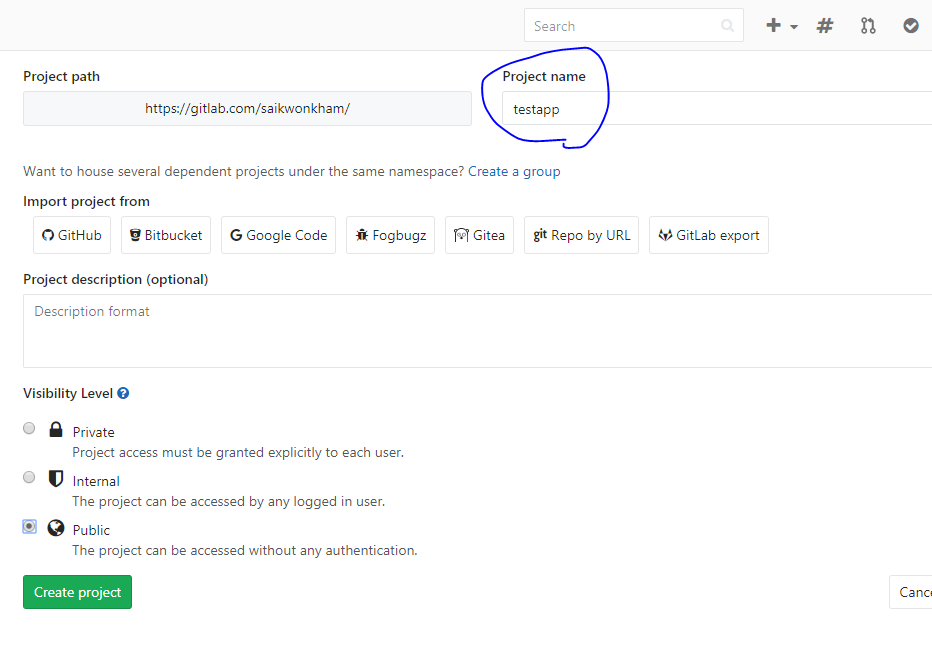 Search
Project path
Project name
https://gitlab.com/saikwonkham/
testapp
Want to house several dependent projects under the same namespace? Create a group
Import project from
GitHub
Bitbucket
G Google Code
Fogbugz
Gitea
git Repo by URL
GitLab export
Project description (optional)
Description format
Visibility Level ?
Private
Project access must be granted explicitly to each user.
Internal
The project can be accessed by any logged in user.
Public
The project can be accessed without any authentication.
Create project
Cance